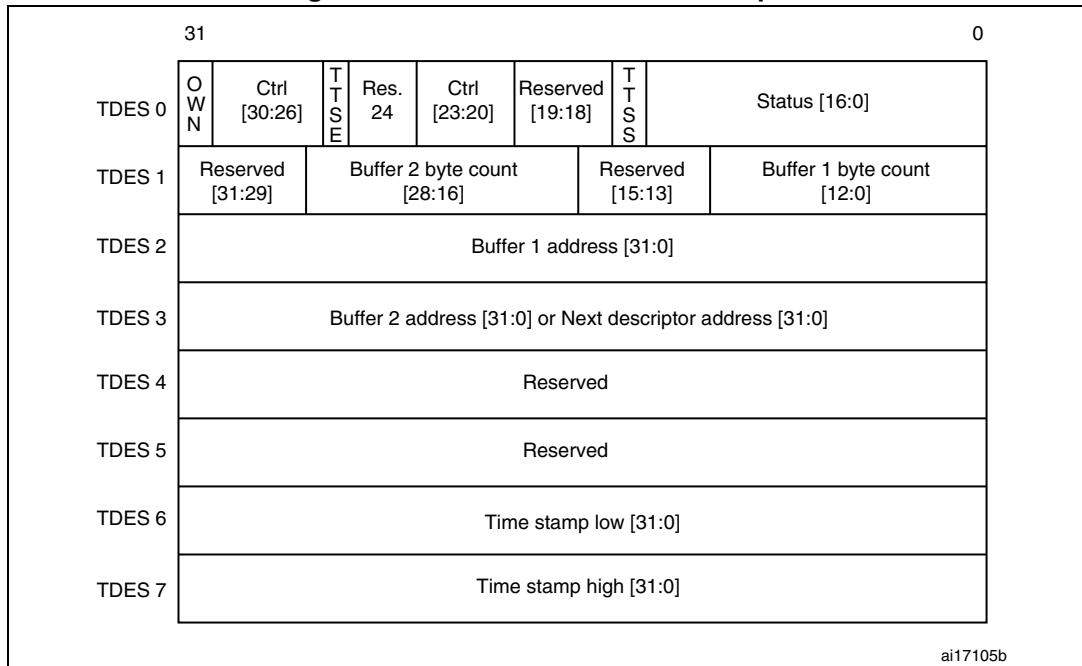 31 0
TDES 0 OWN Ctrl [30:26] TTSE Res. 24 Ctrl [23:20] Reserved [19:18] TTSS Status [16:0]
TDES 1 Reserved [31:29] Buffer 2 byte count [28:16] Reserved [15:13] Buffer 1 byte count [12:0]
TDES 2 Buffer 1 address [31:0]
TDES 3 Buffer 2 address [31:0] or Next descriptor address [31:0]
TDES 4 Reserved
TDES 5 Reserved
TDES 6 Time stamp low [31:0]
TDES 7 Time stamp high [31:0]
ai17105b